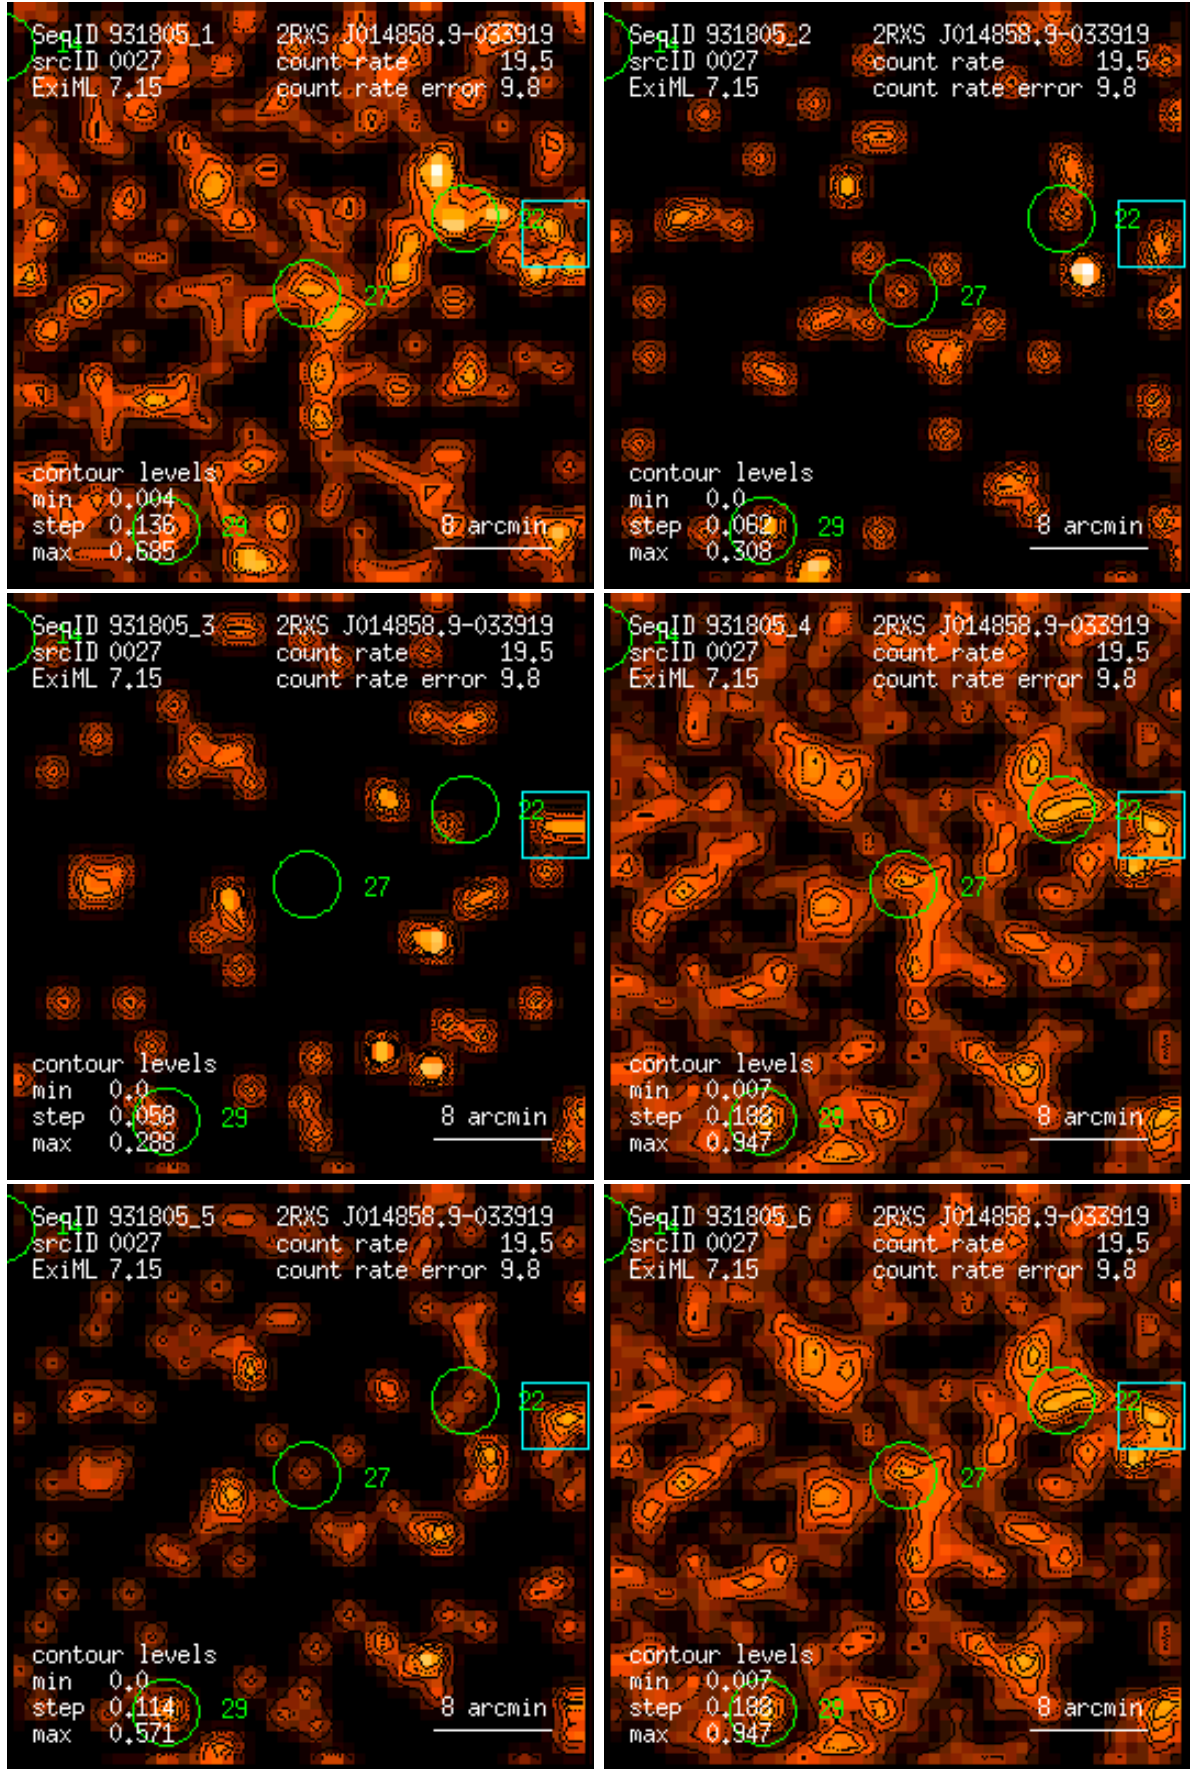 SeqID 931805_1 2RXS J014858.9-033919
srcID 0027 count rate 19.5
ExiML 7.15 count rate error 9.8
14
22
27
contour levels
min 0.004
step 0.136
max 0.685
29
8 arcmin
SeqID 931805_2 2RXS J014858.9-033919
srcID 0027 count rate 19.5
ExiML 7.15 count rate error 9.8
14
22
27
contour levels
min 0.0
step 0.062
max 0.308
29
8 arcmin
SeqID 931805_3 2RXS J014858.9-033919
srcID 0027 count rate 19.5
ExiML 7.15 count rate error 9.8
14
22
27
contour levels
min 0.0
step 0.058
max 0.288
29
8 arcmin
SeqID 931805_4 2RXS J014858.9-033919
srcID 0027 count rate 19.5
ExiML 7.15 count rate error 9.8
14
22
27
contour levels
min 0.007
step 0.188
max 0.947
29
8 arcmin
SeqID 931805_5 2RXS J014858.9-033919
srcID 0027 count rate 19.5
ExiML 7.15 count rate error 9.8
14
22
27
contour levels
min 0.0
step 0.114
max 0.571
29
8 arcmin
SeqID 931805_6 2RXS J014858.9-033919
srcID 0027 count rate 19.5
ExiML 7.15 count rate error 9.8
14
22
27
contour levels
min 0.007
step 0.188
max 0.947
29
8 arcmin